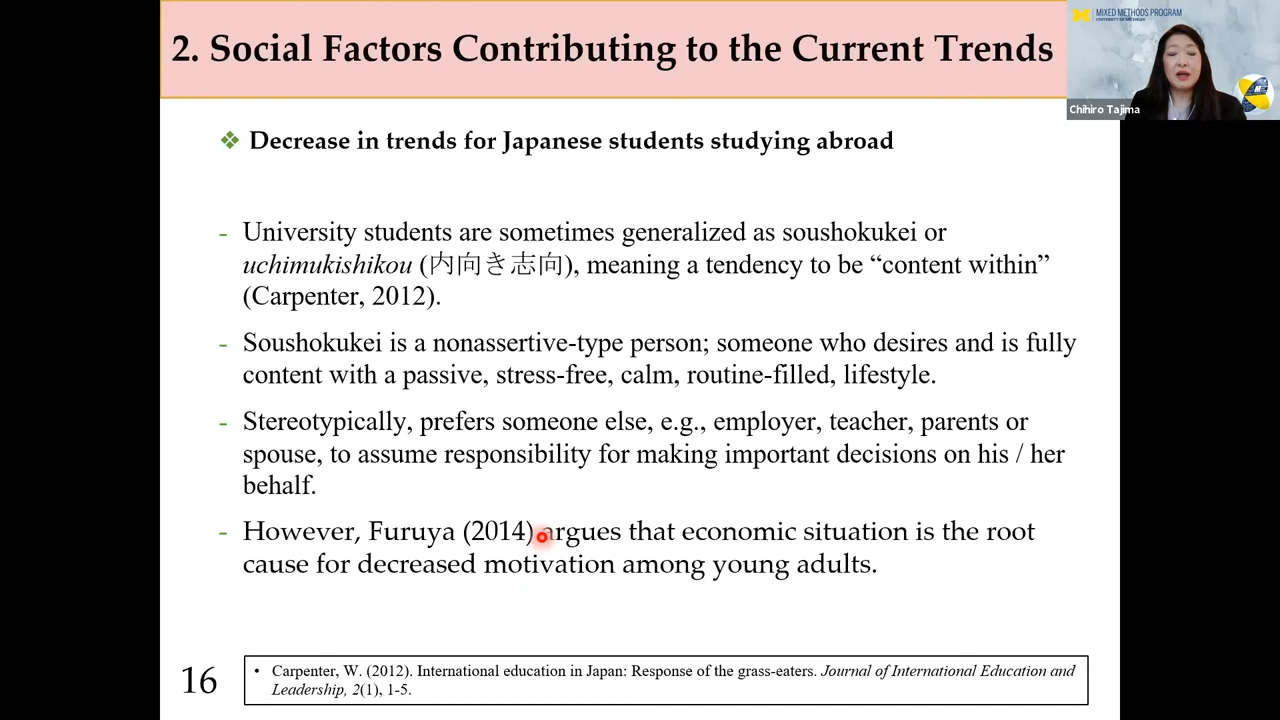 2. Social Factors Contributing to the Current Trends
MIXED METHODS PROGRAM
UNIVERSITY OF MICHIGAN
Chihiro Tajima
❖ Decrease in trends for Japanese students studying abroad
- University students are sometimes generalized as soushokukei or
uchimukishikou (内向き志向), meaning a tendency to be “content within”
(Carpenter, 2012).
- Soushokukei is a nonassertive-type person; someone who desires and is fully
content with a passive, stress-free, calm, routine-filled, lifestyle.
- Stereotypically, prefers someone else, e.g., employer, teacher, parents or
spouse, to assume responsibility for making important decisions on his / her
behalf.
- However, Furuya (2014) argues that economic situation is the root
cause for decreased motivation among young adults.
16
• Carpenter, W. (2012). International education in Japan: Response of the grass-eaters. Journal of International Education and
Leadership, 2(1), 1-5.